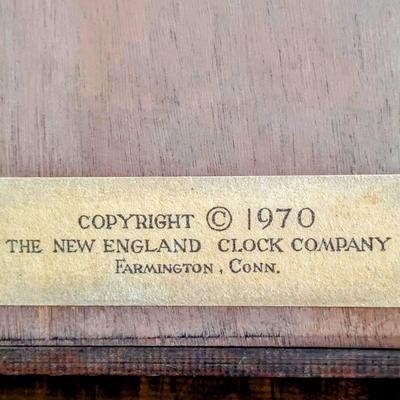 COPYRIGHT © 1970
THE NEW ENGLAND CLOCK COMPANY
FARMINGTON, CONN.